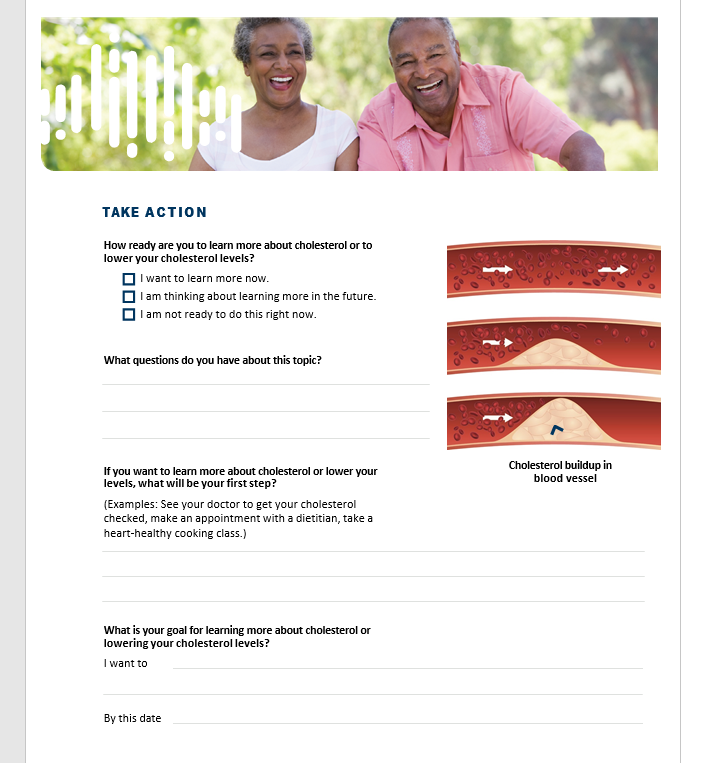 TAKE ACTION
How ready are you to learn more about cholesterol or to
lower your cholesterol levels?
I want to learn more now.
I am thinking about learning more in the future.
I am not ready to do this right now.
What questions do you have about this topic?
Cholesterol buildup in
blood vessel
If you want to learn more about cholesterol or lower your
levels, what will be your first step?
(Examples: See your doctor to get your cholesterol
checked, make an appointment with a dietitian, take a
heart-healthy cooking class.)
What is your goal for learning more about cholesterol or
lowering your cholesterol levels?
I want to
By this date